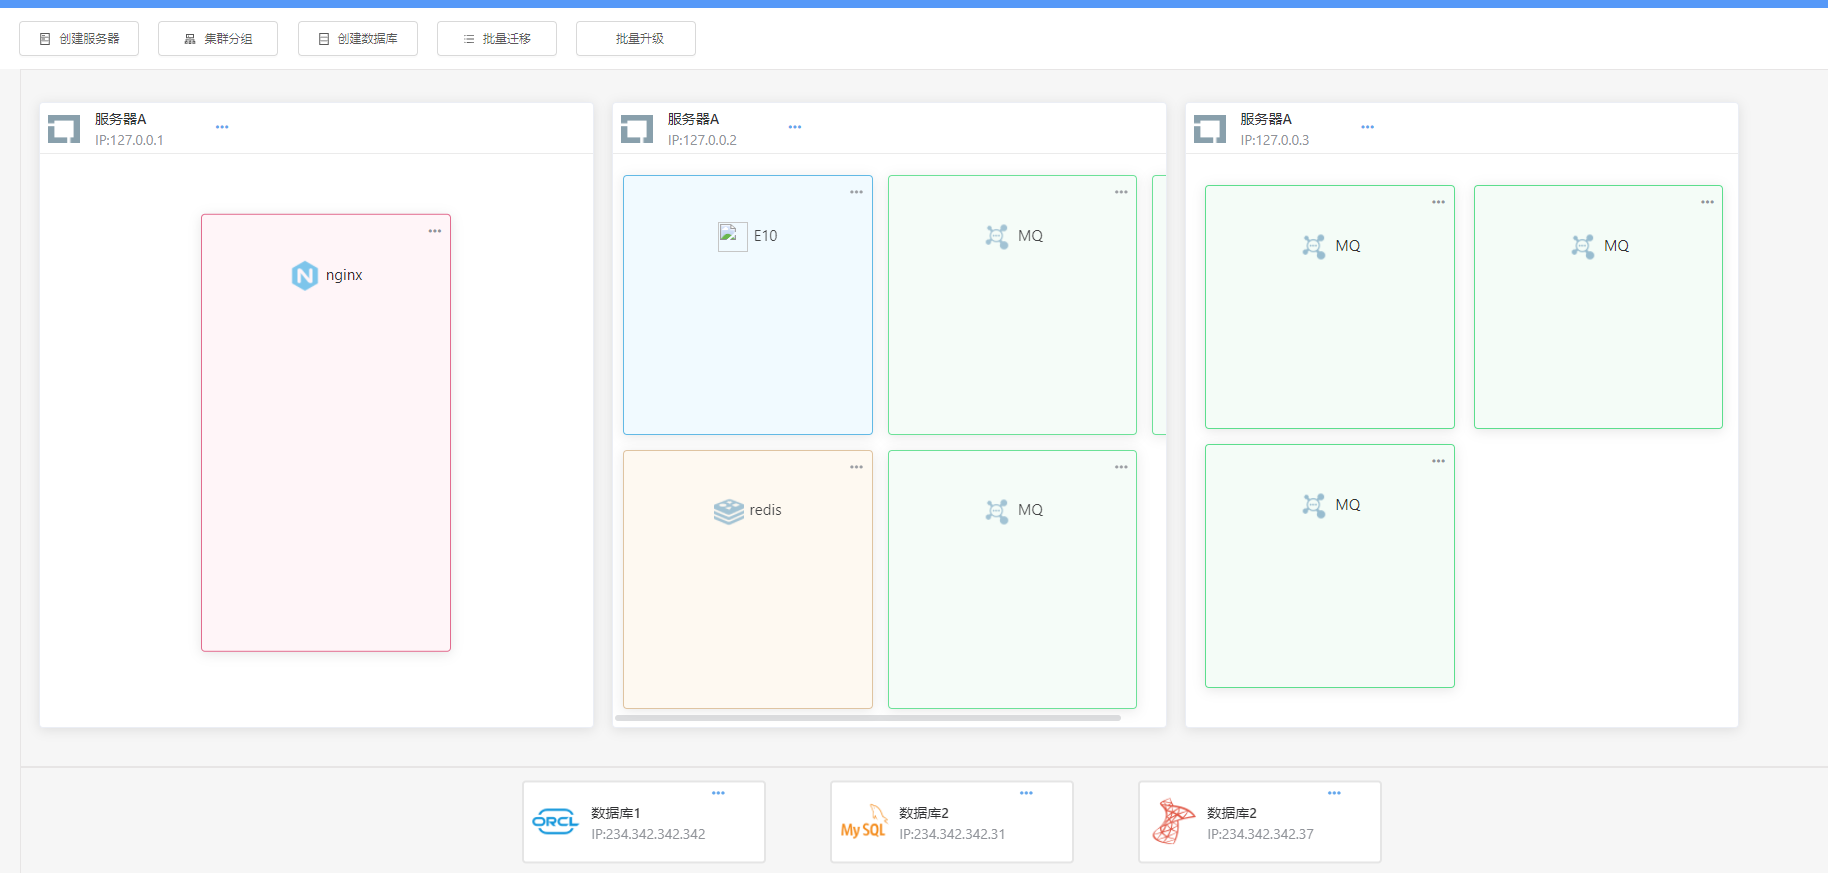 创建服务器
集群分组
创建数据库
批量迁移
批量升级
服务器A
IP:127.0.0.1
服务器A
IP:127.0.0.2
服务器A
IP:127.0.0.3
nginx
E10
MQ
redis
MQ
MQ
MQ
MQ
ORCL
数据库1
IP:234.342.342.342
My SQL
数据库2
IP:234.342.342.31
数据库2
IP:234.342.342.37